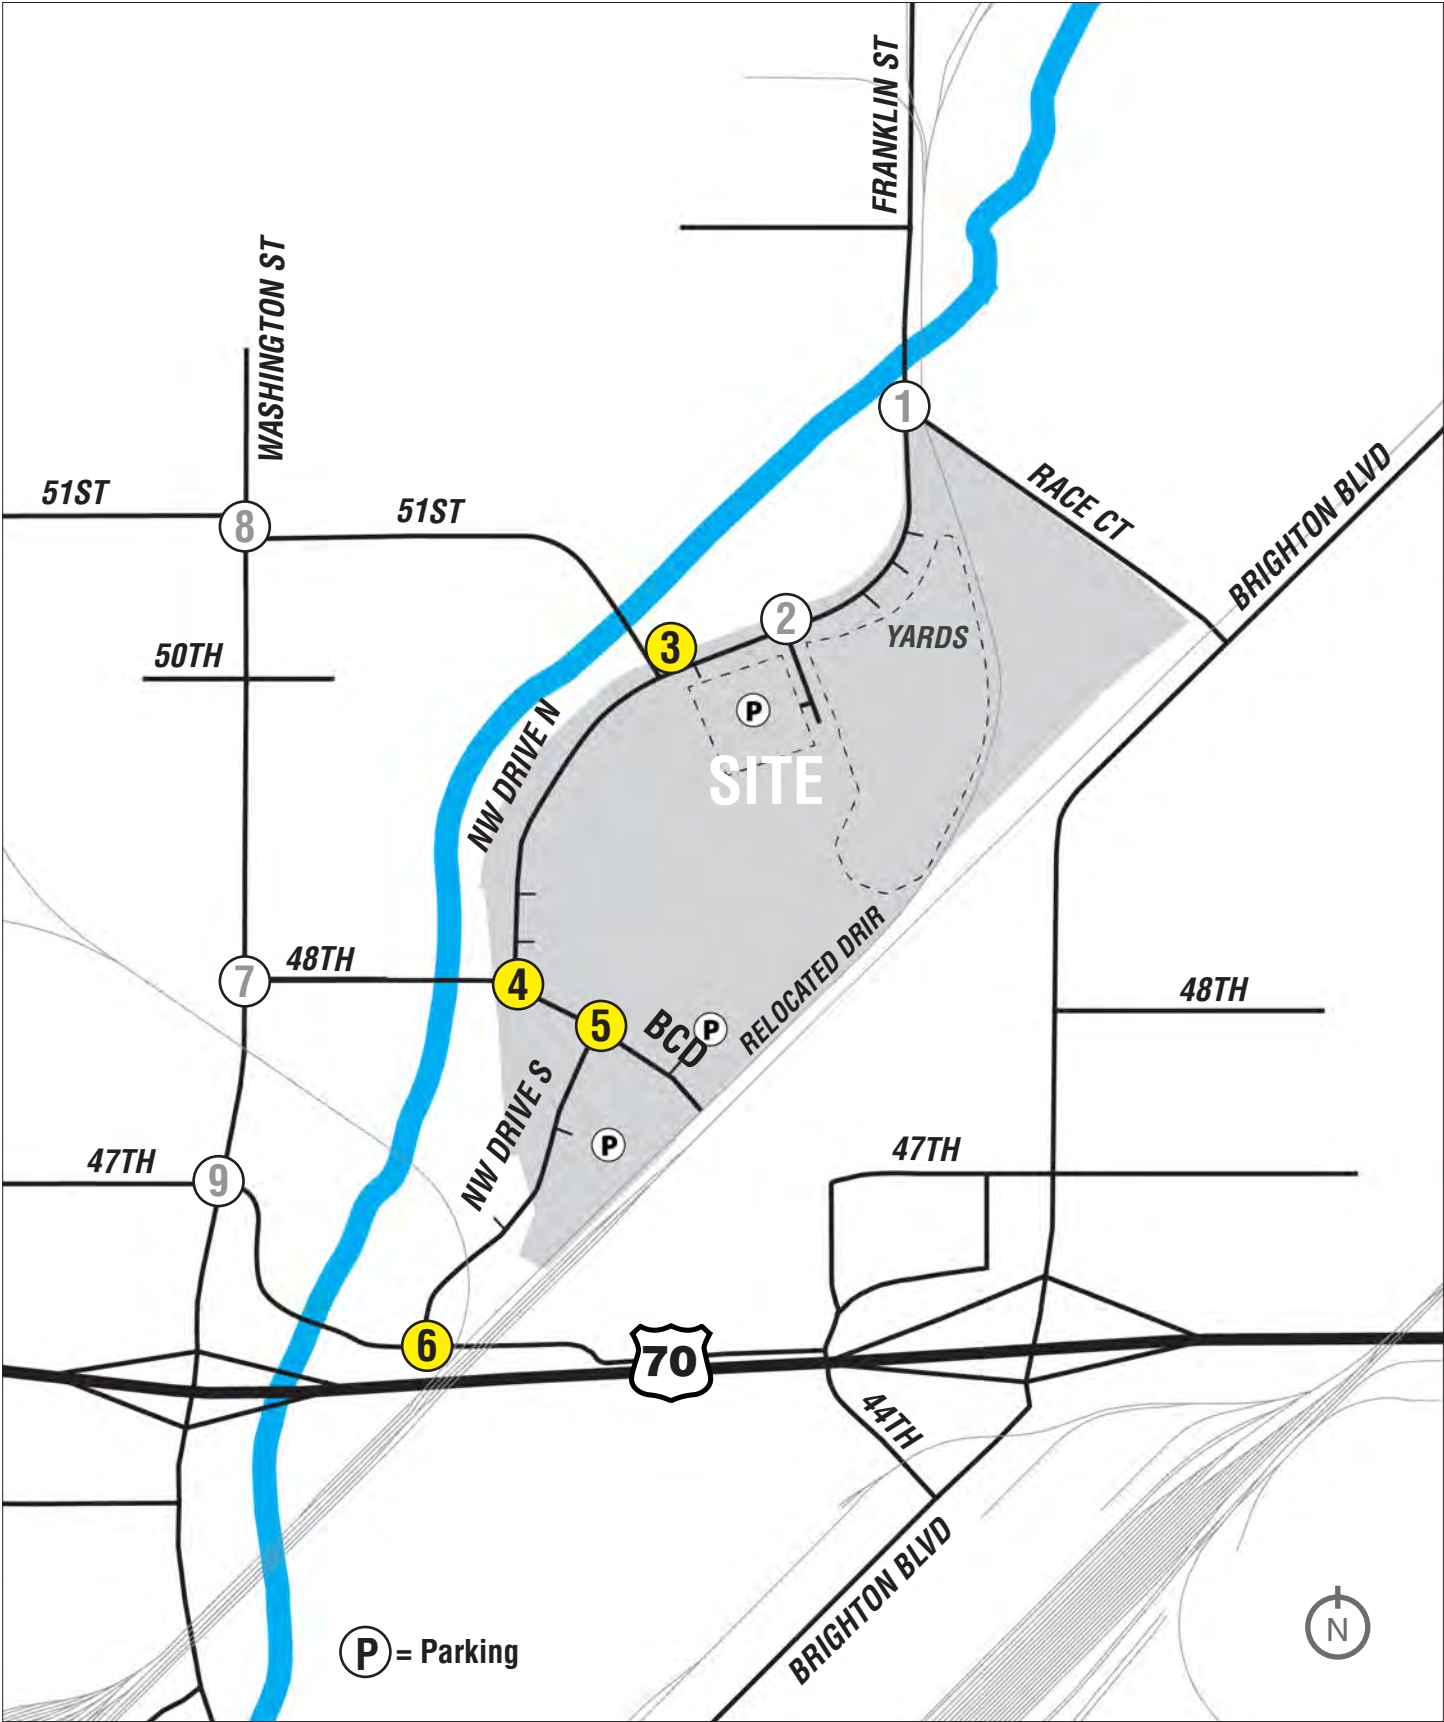 FRANKLIN ST
WASHINGTON ST
1
51ST
51ST
8
RACE CT
BRIGHTON BLVD
2
3
YARDS
50TH
P
NW DRIVE N
SITE
RELOCATED DRIR
7
48TH
4
48TH
5
BCD
P
NW DRIVE S
P
47TH
47TH
9
6
70
44TH
BRIGHTON BLVD
P = Parking
N